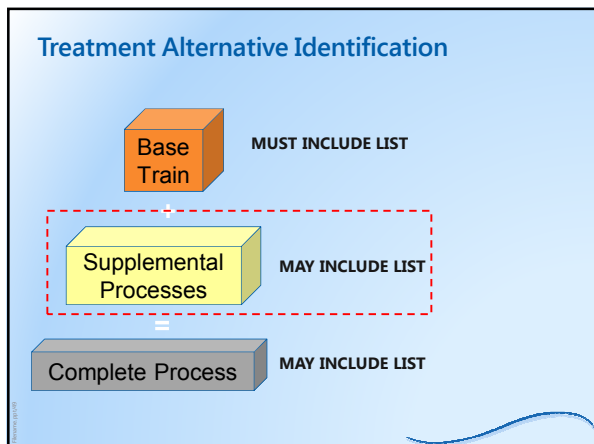 Treatment Alternative Identification
Base
Train
MUST INCLUDE LIST
+
Supplemental
Processes
MAY INCLUDE LIST
=
Complete Process
MAY INCLUDE LIST